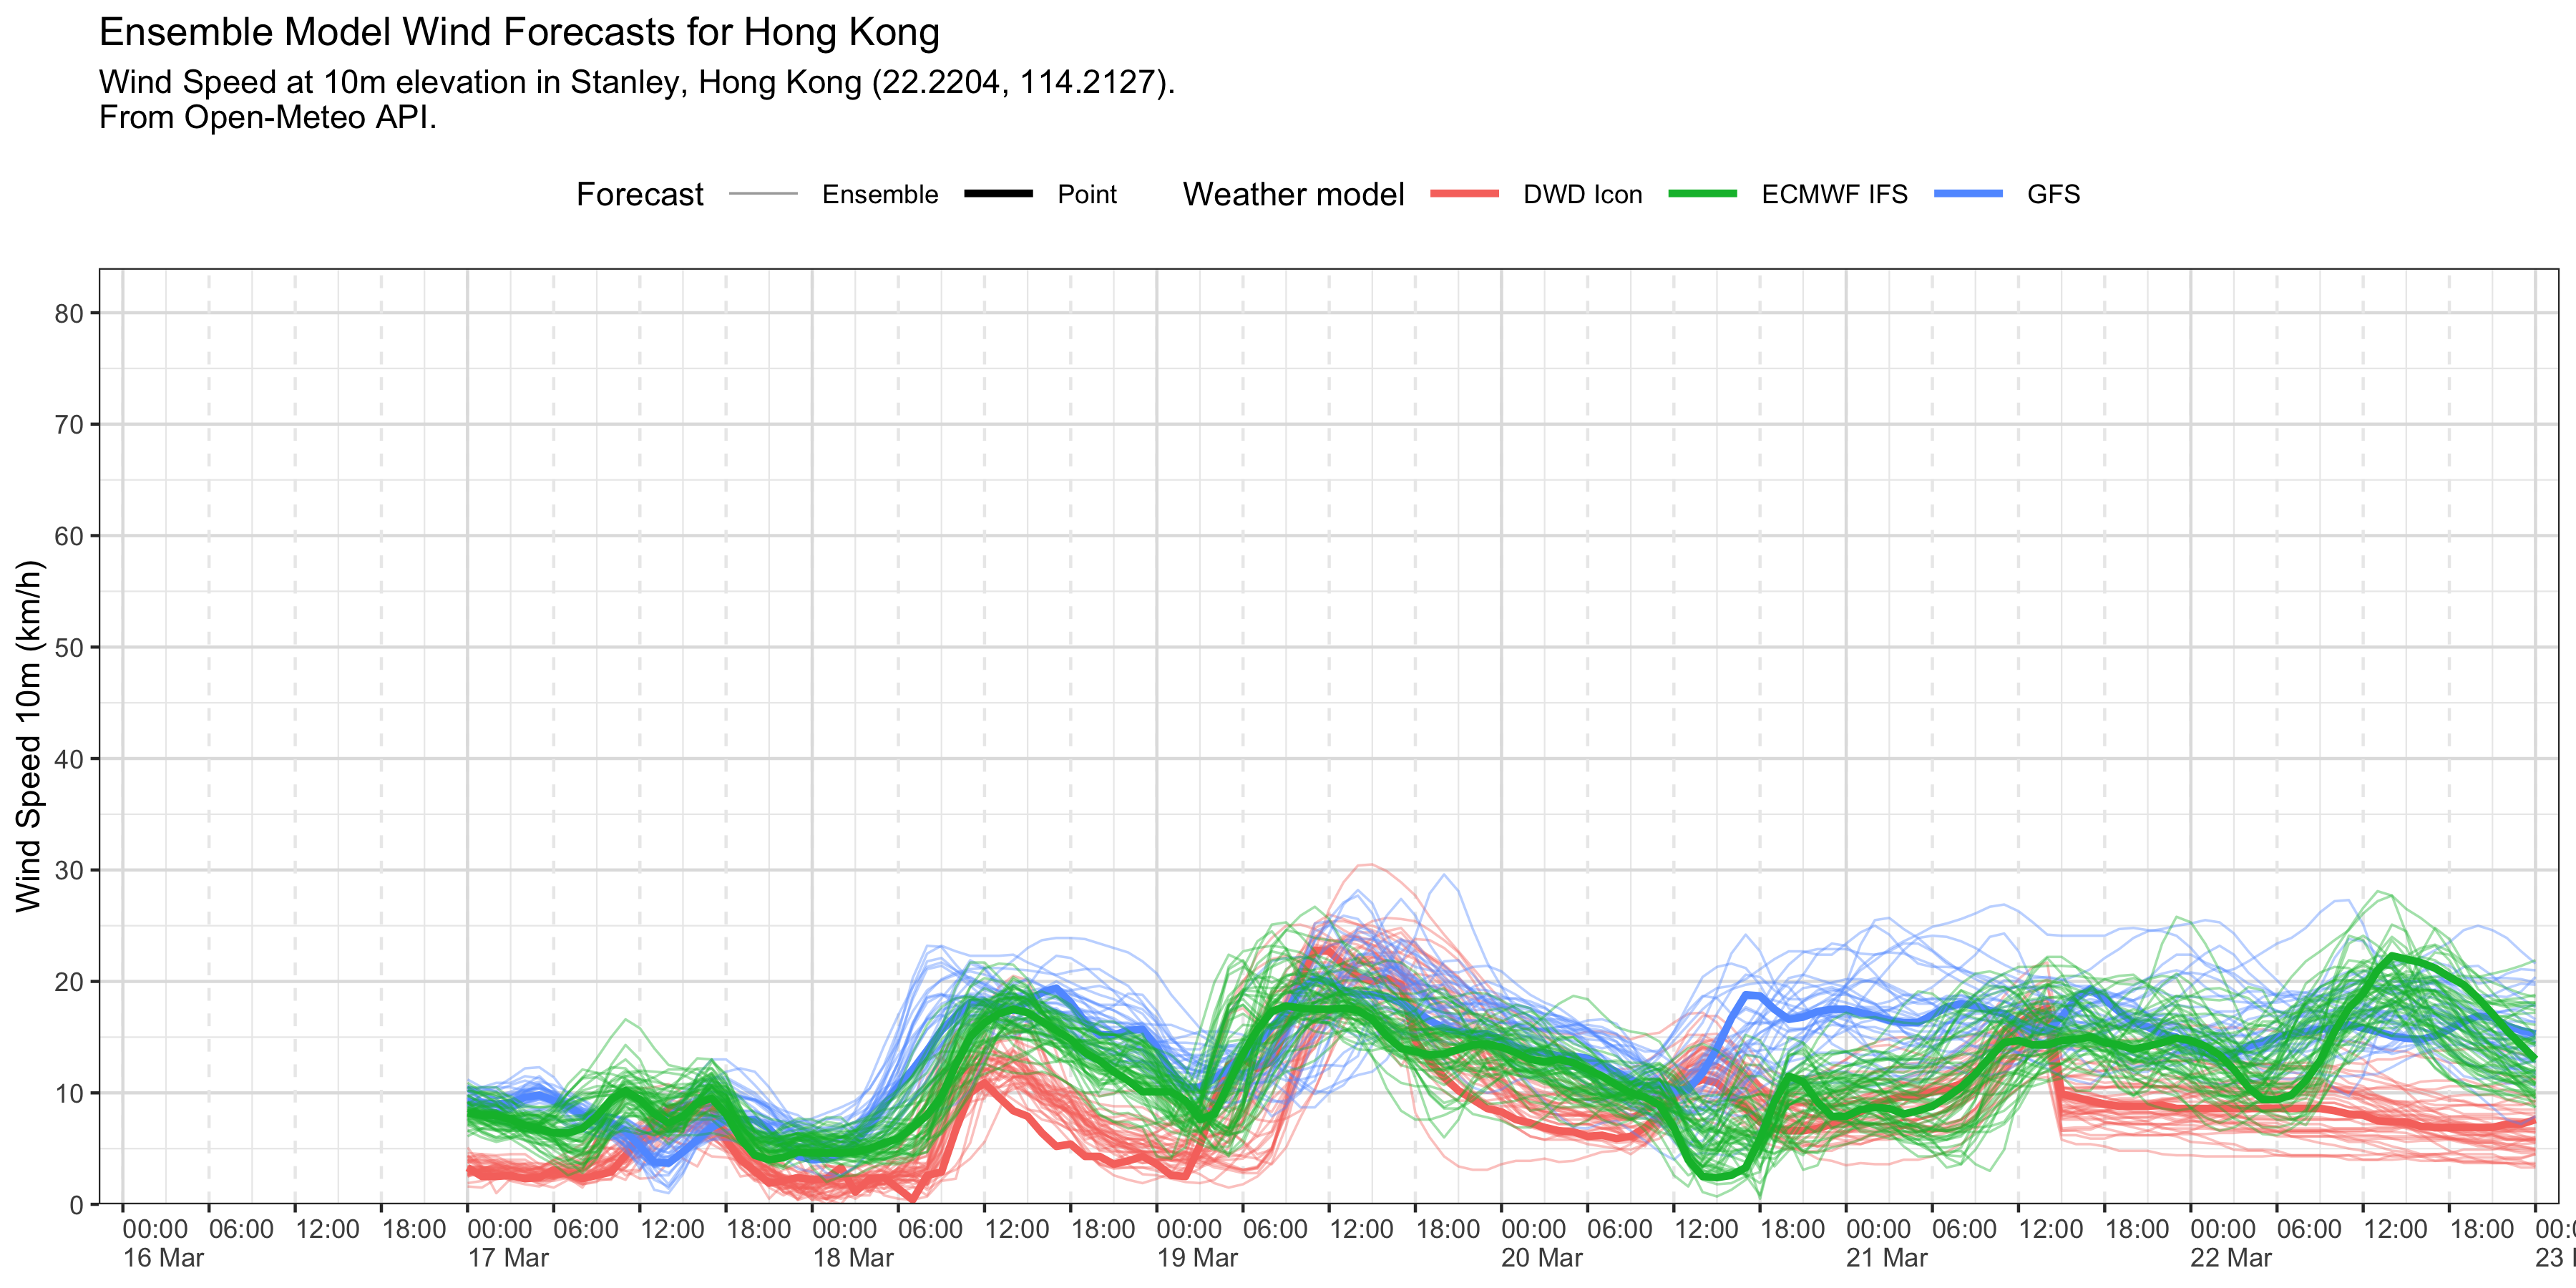 Ensemble Model Wind Forecasts for Hong Kong
Wind Speed at 10m elevation in Stanley, Hong Kong (22.2204, 114.2127).
From Open-Meteo API.
Forecast Ensemble Point Weather model DWD Icon ECMWF IFS GFS
Wind Speed 10m (km/h)
80
70
60
50
40
30
20
10
0
00:00 06:00 12:00 18:00 00:00 06:00 12:00 18:00 00:00 06:00 12:00 18:00 00:00 06:00 12:00 18:00 00:00 06:00 12:00 18:00 00:00 06:00 12:00 18:00 00:00 06:00 12:00 18:00
16 Mar 17 Mar 18 Mar 19 Mar 20 Mar 21 Mar 22 Mar 23